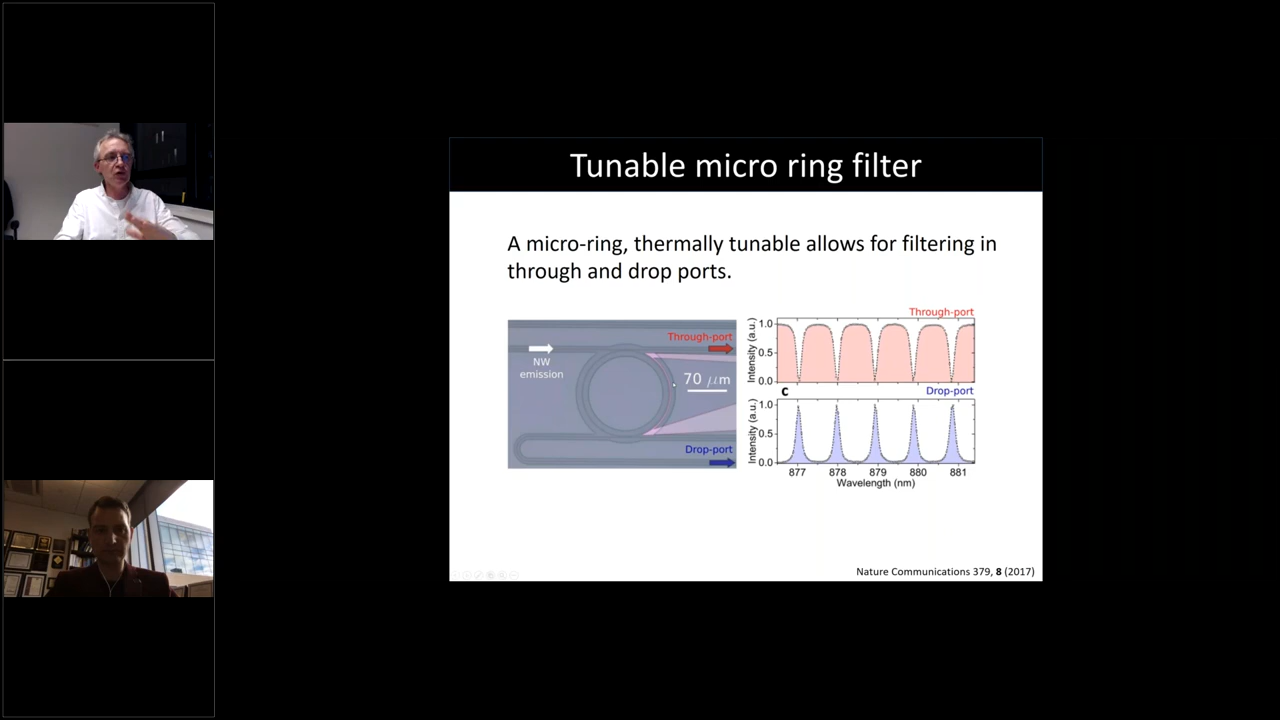 Tunable micro ring filter
A micro-ring, thermally tunable allows for filtering in
through and drop ports.
Through-port
NW
emission
70 μm
Drop-port
Through-port
Intensity (a.u.)
1.0
0.5
0.0
c
Drop-port
Intensity (a.u.)
1.0
0.5
0.0
877 878 879 880 881
Wavelength (nm)
Nature Communications 379, 8 (2017)